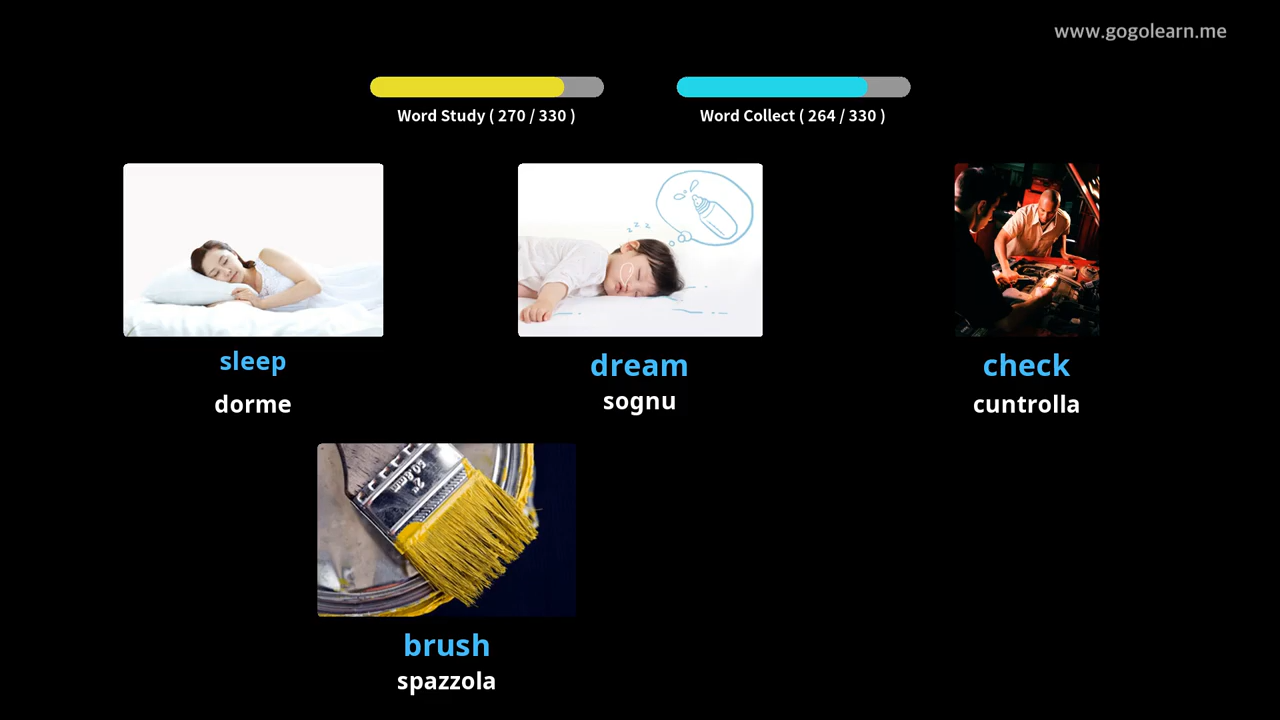 www.gogolearn.me
Word Study ( 270 / 330 )
Word Collect ( 264 / 330 )
sleep
dorme
dream
sognu
check
cuntrolla
brush
spazzola